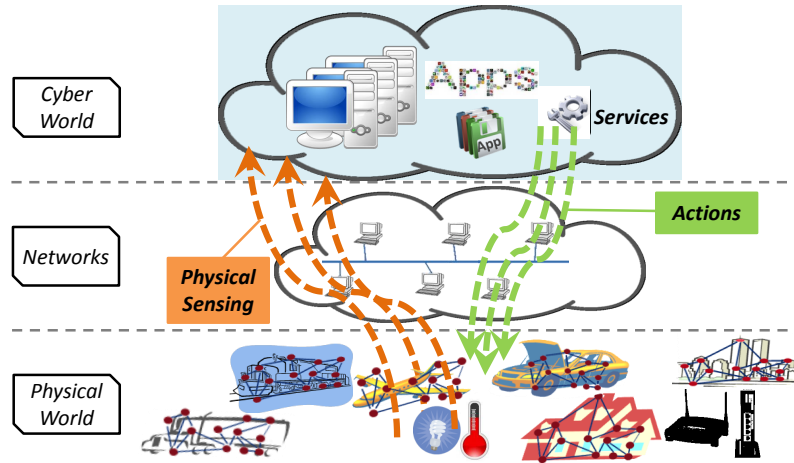 Cyber
World
Apps
App
Services
Networks
Physical
Sensing
Actions
Physical
World